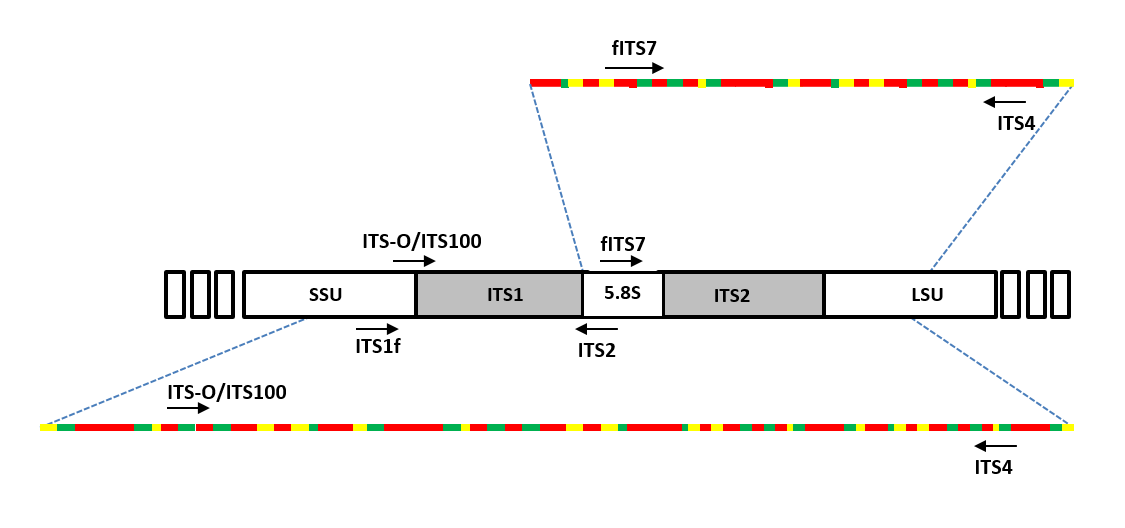 fITS7
ITS4
ITS-O/ITS100
fITS7
SSU
ITS1
5.8S
ITS2
LSU
ITS1f
ITS2
ITS-O/ITS100
ITS4